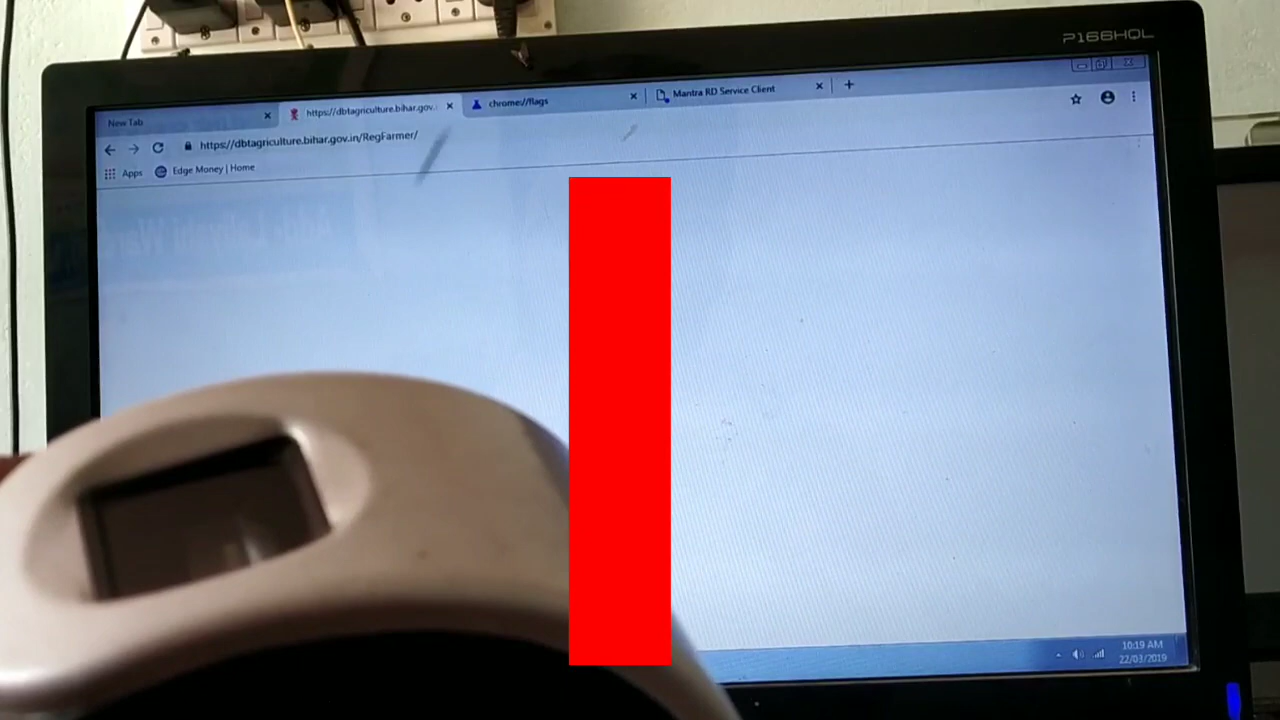 P166HQL
New Tab
https://dbtagriculture.bihar.gov.
chrome://flags
Mantra RD Service Client
https://dbtagriculture.bihar.gov.in/RegFarmer/
Apps
Edge Money | Home
10:19 AM
22/03/2019